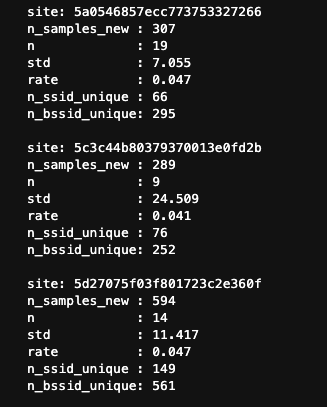 site: 5a0546857ecc773753327266
n_samples_new : 307
n : 19
std : 7.055
rate : 0.047
n_ssid_unique : 66
n_bssid_unique: 295
site: 5c3c44b80379370013e0fd2b
n_samples_new : 289
n : 9
std : 24.509
rate : 0.041
n_ssid_unique : 76
n_bssid_unique: 252
site: 5d27075f03f801723c2e360f
n_samples_new : 594
n : 14
std : 11.417
rate : 0.047
n_ssid_unique : 149
n_bssid_unique: 561